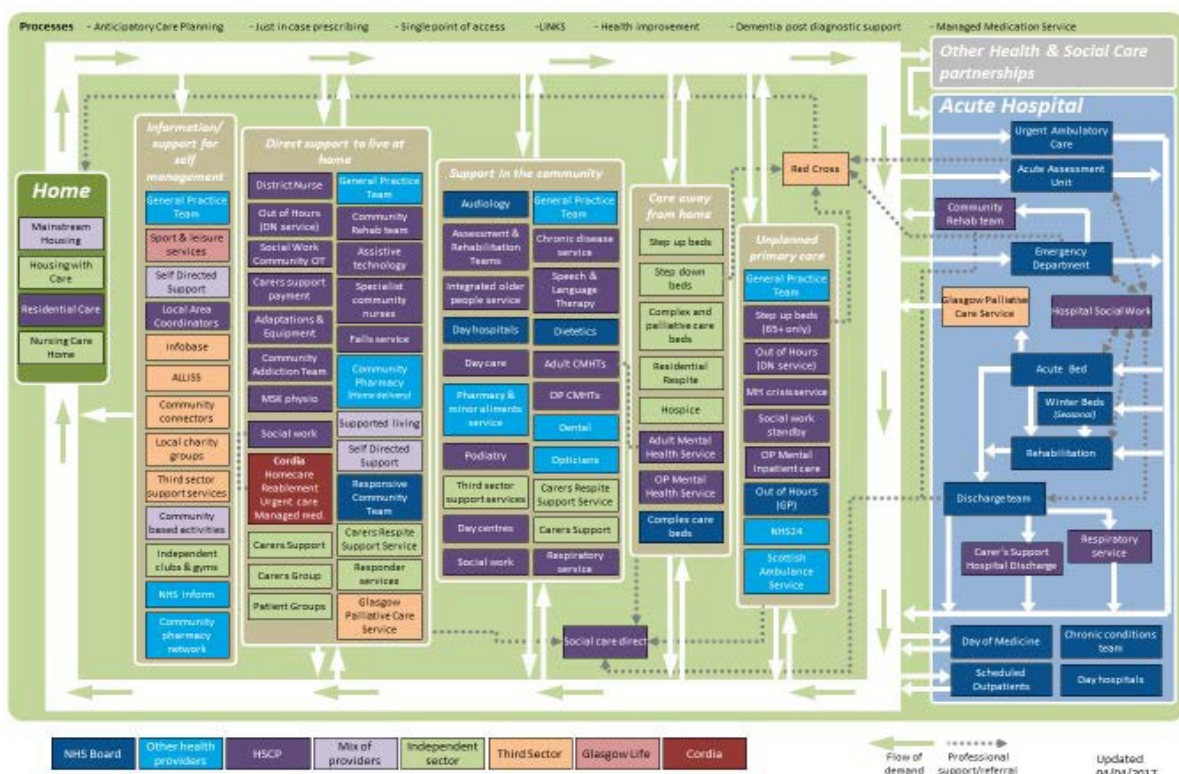 Processes - Anticipatory Care Planning - Just in case prescribing - Single point of access - LINKS - Health improvement - Dementia post diagnostic support - Managed Medication Service
Other Health & Social Care
partnerships
Home
Mainstream
Housing
Housing with
Care
Residential Care
Nursing Care
Home
Information/
support for
self
management
General Practice
Team
Sport & leisure
services
Self Directed
Support
Local Area
Coordinators
Infobase
ALLISS
Community
connectors
Local charity
groups
Third sector
support services
Community
based activities
Independent
clubs & gyms
NHS Inform
Community
pharmacy
network
Direct support to live at
home
District Nurse
Out of Hours
(DN service)
Social Work
Community OT
Carers support
payment
Adaptations &
Equipment
Community
Addiction Team
MSK physio
Social work
Cordia
Homecare
Reablement
Urgent care
Managed med.
Carers Support
Carers Group
Patient Groups
General Practice
Team
Community
Rehab team
Assistive
technology
Specialist
community
nurses
Falls service
Community
Pharmacy
(Home delivery)
Supported living
Self Directed
Support
Responsive
Community
Team
Carers Respite
Support Service
Responder
services
Glasgow
Palliative Care
Service
Support in the community
Audiology
Assessment &
Rehabilitation
Teams
Integrated older
people service
Day hospitals
Day care
Pharmacy &
minor ailments
service
Podiatry
Third sector
support services
Day centres
Social work
General Practice
Team
Chronic disease
service
Speech &
Language
Therapy
Dietetics
Adult CMHTs
OP CMHTs
Dental
Opticians
Carers Respite
Support Service
Carers Support
Respiratory
service
Care away
from home
Step up beds
Step down
beds
Complex and
palliative care
beds
Residential
Respite
Hospice
Adult Mental
Health Service
OP Mental
Health Service
Complex care
beds
Unplanned
primary care
General Practice
Team
Step up beds
(65+ only)
Out of Hours
(DN service)
MH crisis service
Social work
standby
OP Mental
Inpatient care
Out of Hours
(GP)
NHS24
Scottish
Ambulance
Service
Red Cross
Social care direct
Acute Hospital
Urgent Ambulatory
Care
Acute Assessment
Unit
Community
Rehab team
Emergency
Department
Glasgow Palliative
Care Service
Hospital Social Work
Acute Bed
Winter Beds
(Seasonal)
Rehabilitation
Discharge team
Carer's Support
Hospital Discharge
Respiratory
service
Day of Medicine
Chronic conditions
team
Scheduled
Outpatients
Day hospitals
NHS Board
Other health
providers
HSCP
Mix of
providers
Independent
sector
Third Sector
Glasgow Life
Cordia
Flow of
demand
Professional
support/referral
Updated